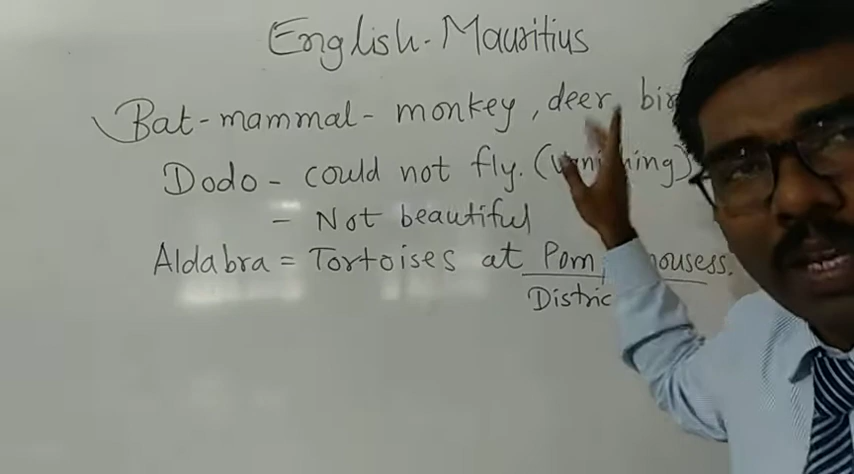 English - Mauritius
Bat - mammal - monkey, deer
Dodo - could not fly.
- Not beautiful
Aldabra = Tortoises at